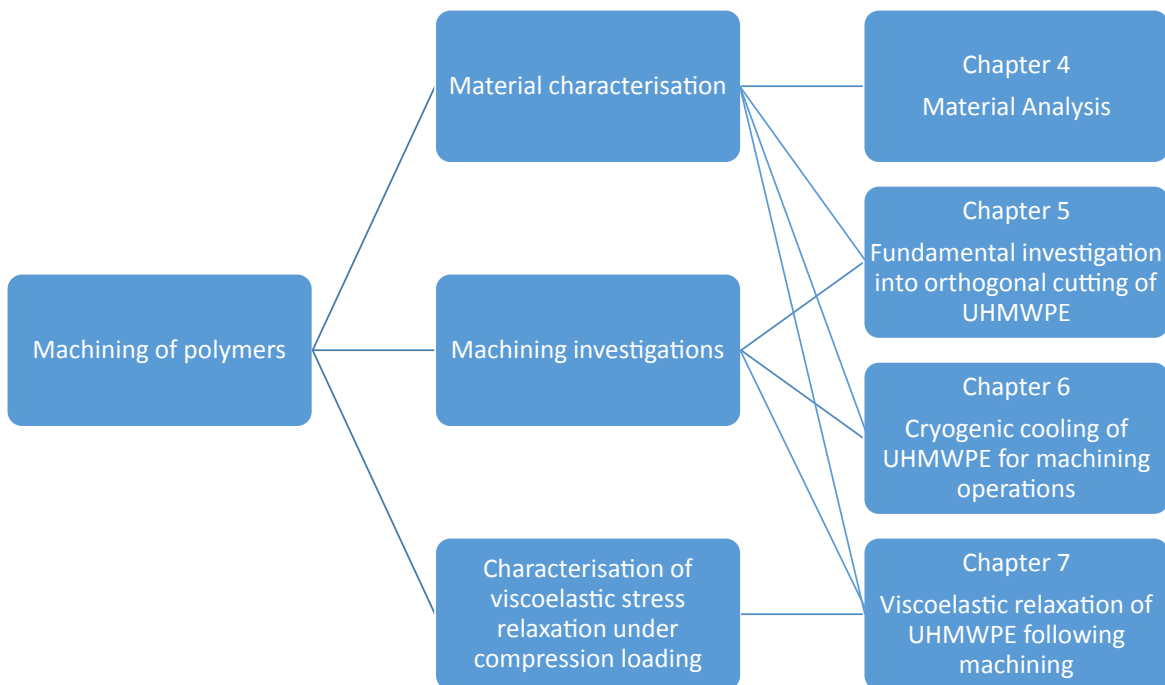 Machining of polymers
Material characterisation
Machining investigations
Characterisation of
viscoelastic stress
relaxation under
compression loading
Chapter 4
Material Analysis
Chapter 5
Fundamental investigation
into orthogonal cutting of
UHMWPE
Chapter 6
Cryogenic cooling of
UHMWPE for machining
operations
Chapter 7
Viscoelastic relaxation of
UHMWPE following
machining